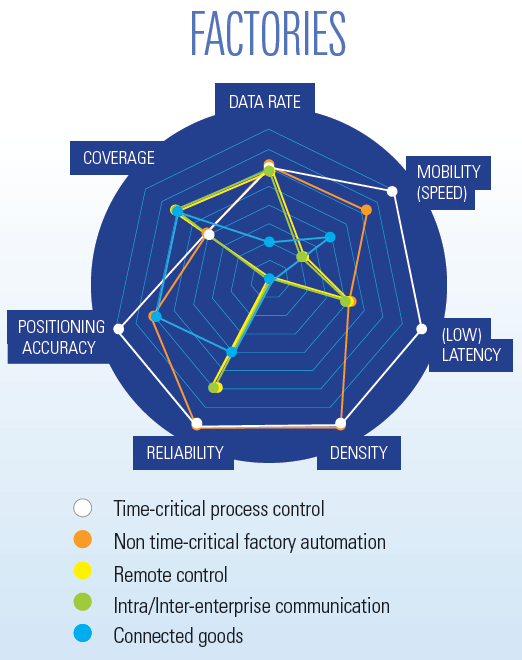 FACTORIES
DATA RATE
COVERAGE
MOBILITY
(SPEED)
POSITIONING
ACCURACY
(LOW)
LATENCY
RELIABILITY
DENSITY
Time-critical process control
Non time-critical factory automation
Remote control
Intra/Inter-enterprise communication
Connected goods